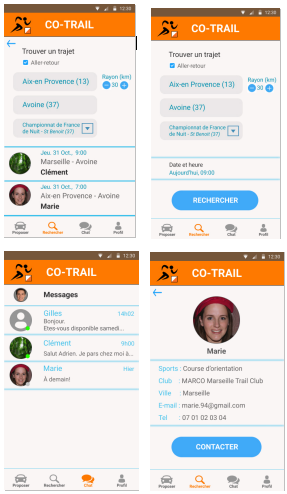 12:30
CO-TRAIL
Trouver un trajet
Aller-retour
Rayon (km)
Aix-en Provence (13)
30
Avoine (37)
Championnat de France
de Nuit - St Benoit (37)
Jeu. 31 Oct., 9:00
Marseille - Avoine
Clément
Jeu. 31 Oct., 7:00
Aix-en Provence - Avoine
Marie
Proposer
Rechercher
Chat
Profil
12:30
CO-TRAIL
Trouver un trajet
Aller-retour
Rayon (km)
Aix-en Provence (13)
30
Avoine (37)
Championnat de France
de Nuit - St Benoit (37)
Date et heure
Aujourd'hui, 09:00
RECHERCHER
Proposer
Rechercher
Chat
Profil
12:30
CO-TRAIL
Messages
Gilles 14h02
Bonjour.
Etes-vous disponible samedi...
Clément 9h00
Salut Adrien. Je pars chez moi à...
Marie Hier
À demain!
Proposer
Rechercher
Chat
Profil
12:30
CO-TRAIL
Marie
Sports : Course d'orientation
Club : MARCO Marseille Trail Club
Ville : Marseille
E-mail : marie.94@gmail.com
Tel : 07 01 02 03 04
CONTACTER
Proposer
Rechercher
Chat
Profil